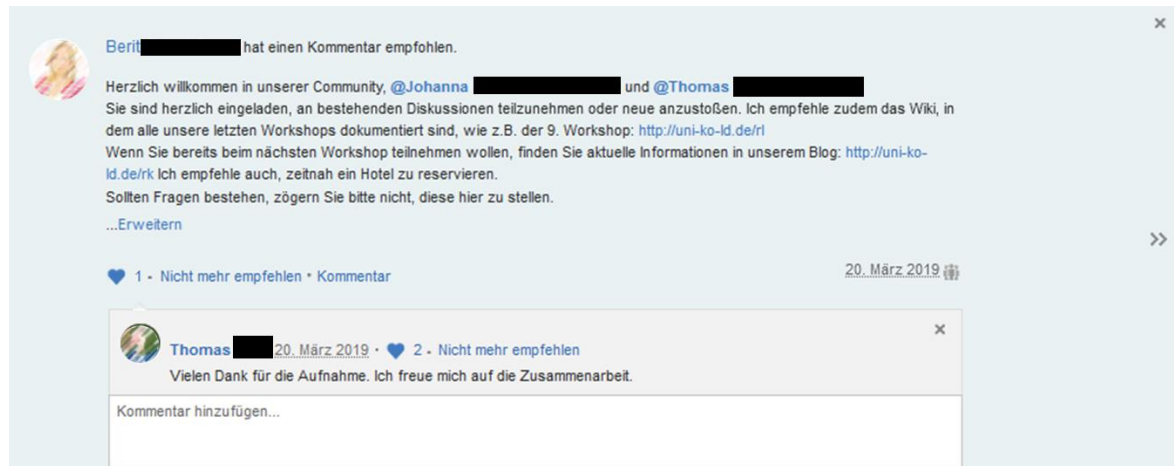 Berit hat einen Kommentar empfohlen.
Herzlich willkommen in unserer Community, @Johanna und @Thomas
Sie sind herzlich eingeladen, an bestehenden Diskussionen teilzunehmen oder neue anzustoßen. Ich empfehle zudem das Wiki, in
dem alle unsere letzten Workshops dokumentiert sind, wie z.B. der 9. Workshop: http://uni-ko-ld.de/rl
Wenn Sie bereits beim nächsten Workshop teilnehmen wollen, finden Sie aktuelle Informationen in unserem Blog: http://uni-ko-
ld.de/rk Ich empfehle auch, zeitnah ein Hotel zu reservieren.
Sollten Fragen bestehen, zögern Sie bitte nicht, diese hier zu stellen.
...Erweitern
1 - Nicht mehr empfehlen • Kommentar 20. März 2019
Thomas 20. März 2019 • 2 - Nicht mehr empfehlen
Vielen Dank für die Aufnahme. Ich freue mich auf die Zusammenarbeit.
Kommentar hinzufügen...